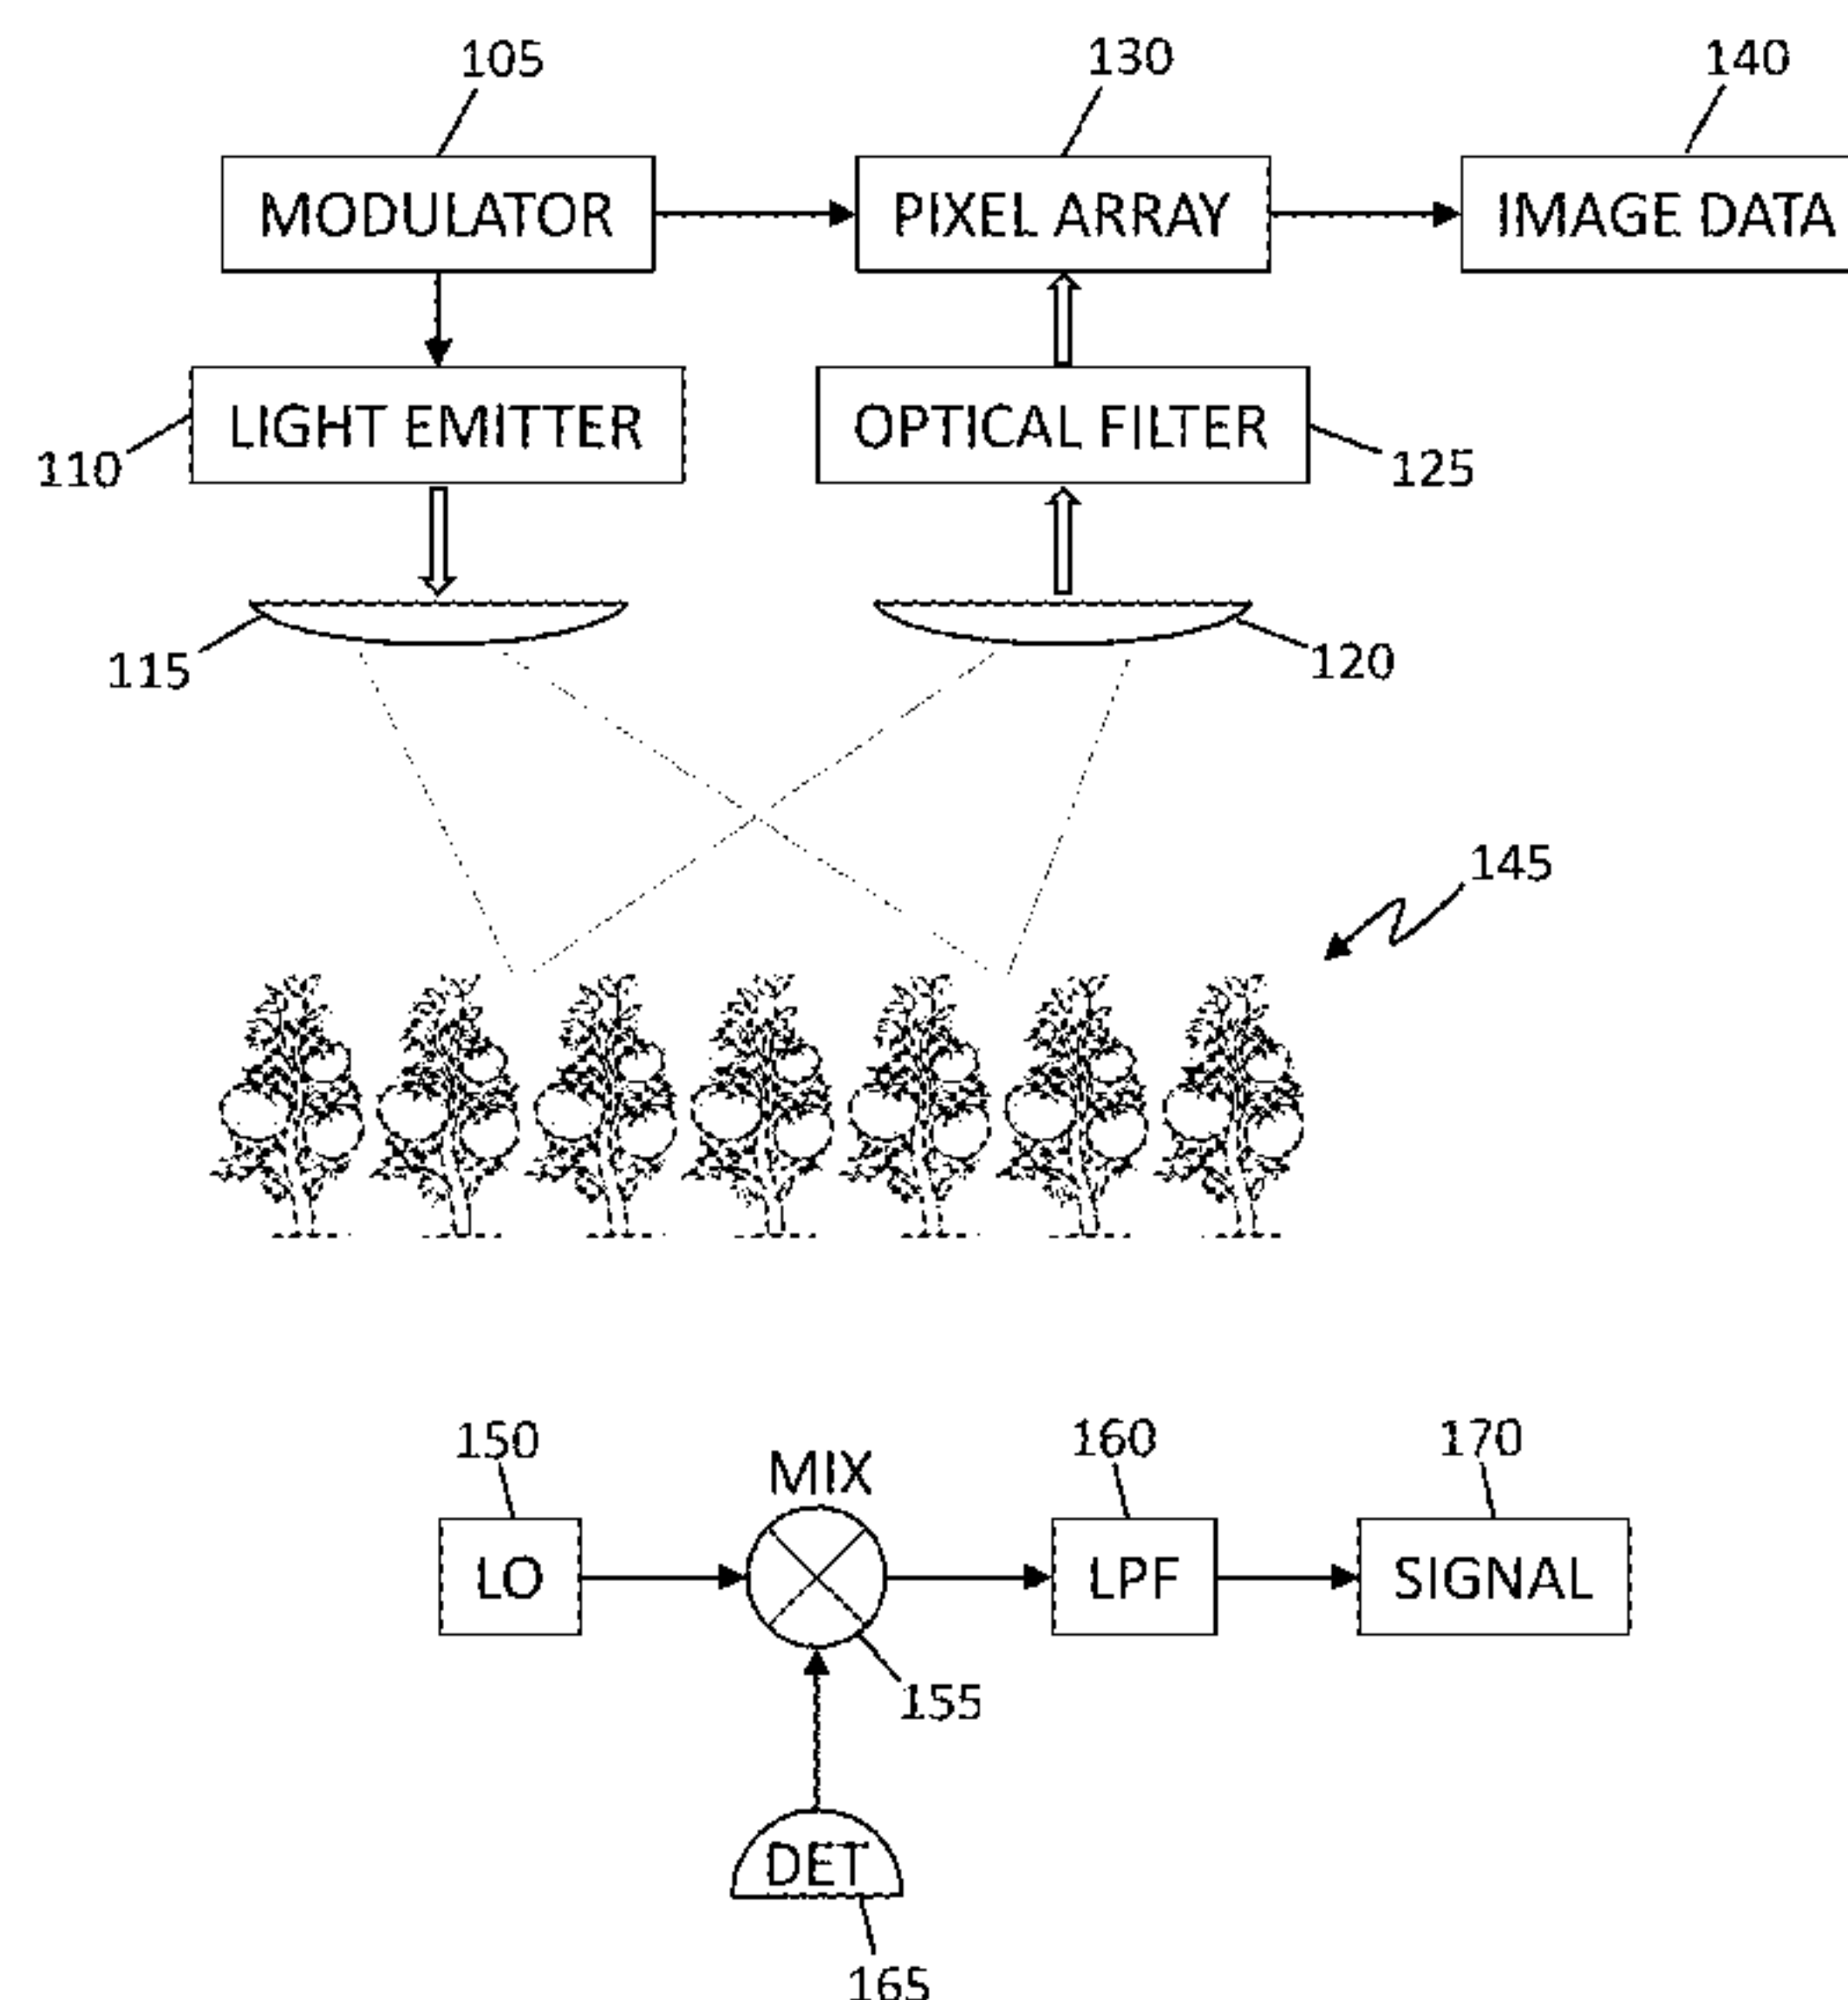 105
130
140
MODULATOR
PIXEL ARRAY
IMAGE DATA
LIGHT EMITTER
OPTICAL FILTER
110
125
115
120
145
150
MIX
160
170
LO
LPF
SIGNAL
155
DET
165